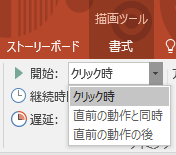 描画ツール
ストーリーボード 書式
開始: クリック時
クリック時
継続時
直前の動作と同時
遅延:
直前の動作の後